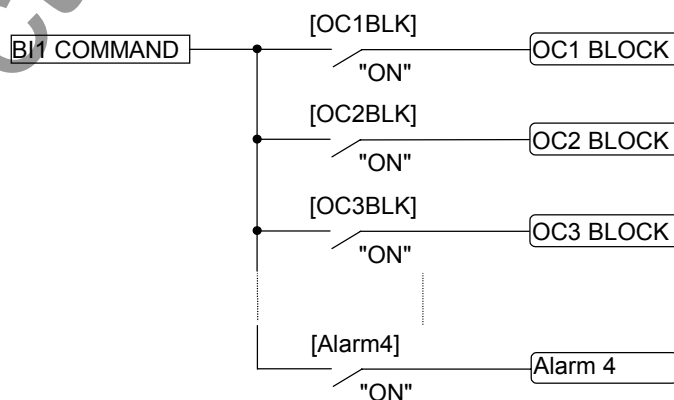 [OC1BLK]
BI1 COMMAND
OC1 BLOCK
"ON"
[OC2BLK]
OC2 BLOCK
"ON"
[OC3BLK]
OC3 BLOCK
"ON"
[Alarm4]
Alarm 4
"ON"